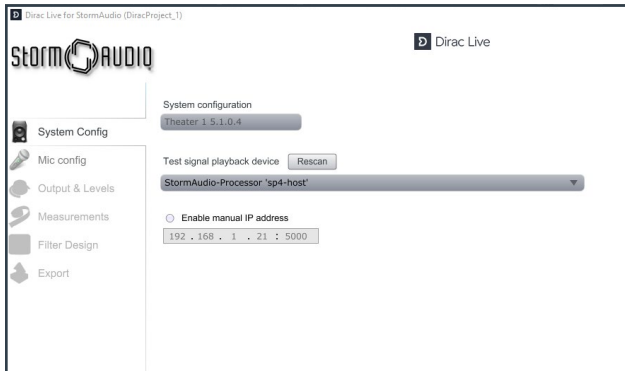 Dirac Live for StormAudio (DiracProject_1)
StormAudio
Dirac Live
System configuration
Theater 1 5.1.0.4
System Config
Mic config
Test signal playback device Rescan
StormAudio-Processor 'sp4-host'
Output & Levels
Measurements
Enable manual IP address
192 . 168 . 1 . 21 : 5000
Filter Design
Export